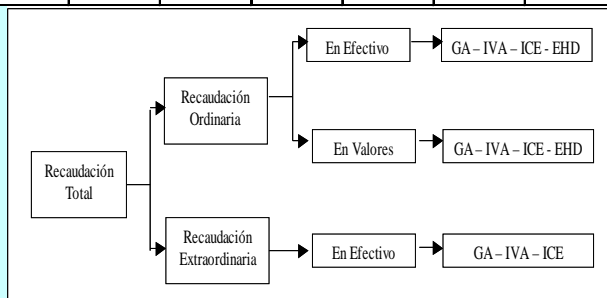 En Efectivo
GA – IVA – ICE - EHD
Recaudación
Ordinaria
En Valores
GA – IVA – ICE - EHD
Recaudación
Total
Recaudación
Extraordinaria
En Efectivo
GA – IVA – ICE